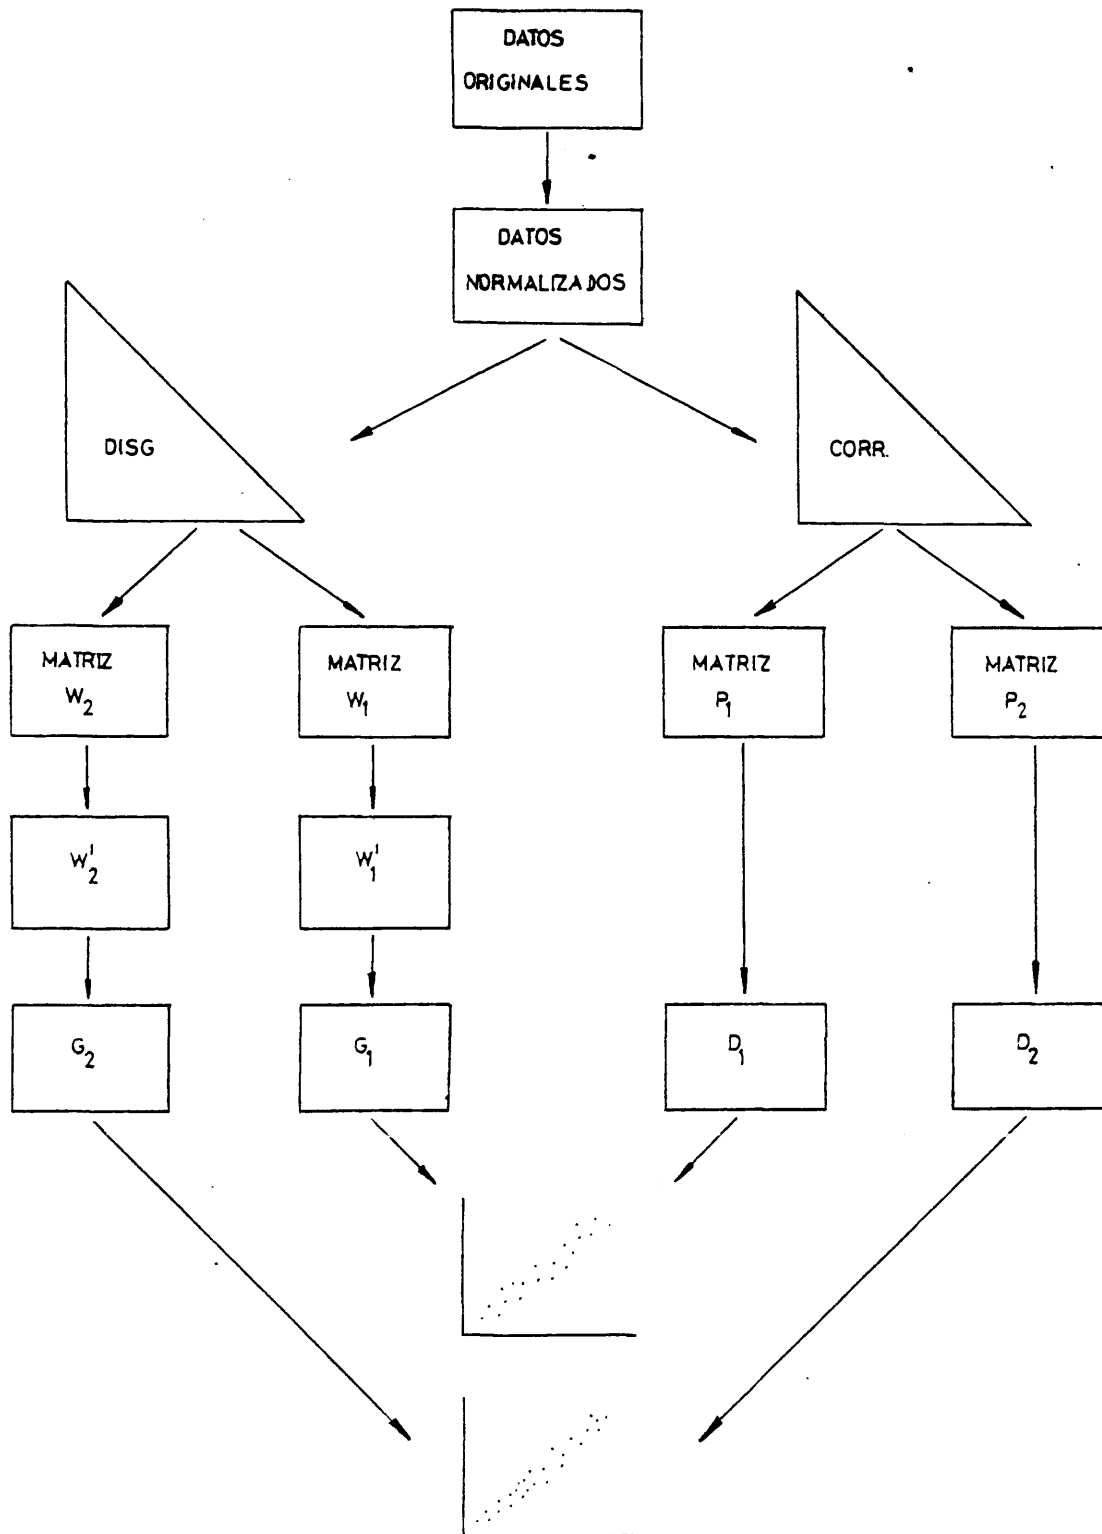 DATOS
ORIGINALES
DATOS
NORMALIZADOS
DISG
CORR.
MATRIZ
W2
MATRIZ
W1
MATRIZ
P1
MATRIZ
P2
W'2
W'1
G2
G1
D1
D2